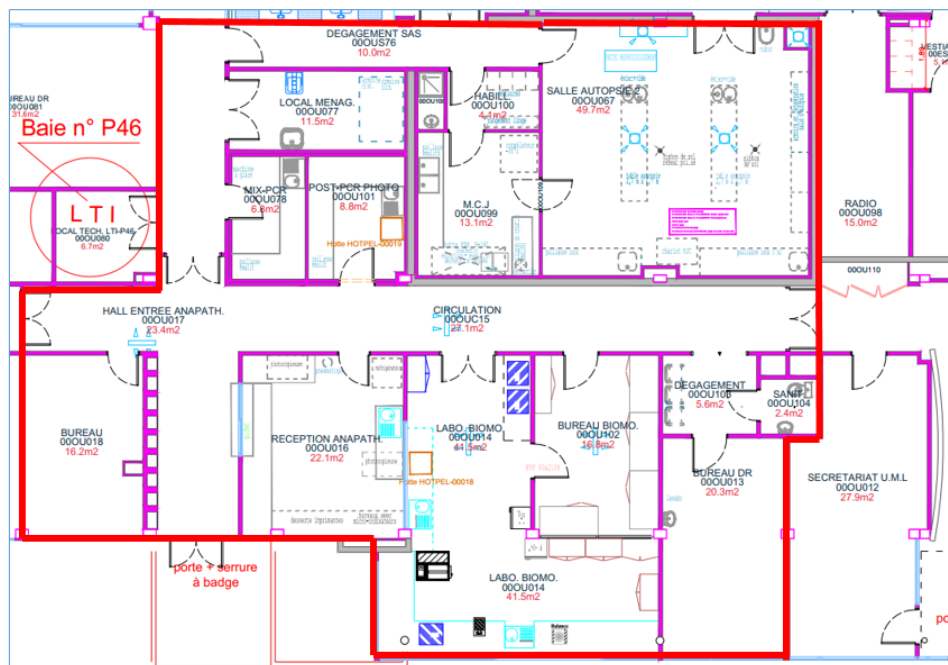 DEGAGEMENT SAS
00OUS76
10.0m2
BUREAU DR
00OU081
31.6m2
Baie n° P46
LOCAL MENAG.
00OU077
11.5m2
HABILL.
00OU100
4.1m2
SALLE AUTOPSIE 2
00OU067
49.7m2
MIX-PCR
00OU078
6.8m2
POST-PCR PHOTO
00OU101
8.8m2
Hotte HOTPEL-00019
M.C.J
00OU099
13.1m2
00OU109
RADIO
00OU098
15.0m2
00OU110
L T I
LOCAL TECH. LTI-P46
00OU080
6.7m2
HALL ENTREE ANAPATH.
00OU017
23.4m2
CIRCULATION
00OUC15
27.1m2
BUREAU
00OU018
16.2m2
RECEPTION ANAPATH.
00OU016
22.1m2
LABO. BIOMO.
00OU014
41.5m2
Hotte HOTPEL-00018
BUREAU BIOMO.
00OU102
16.8m2
DEGAGEMENT
00OU103
5.6m2
SANIT.
00OU104
2.4m2
BUREAU DR
00OU013
20.3m2
SECRETARIAT U.M.L
00OU012
27.9m2
LABO. BIOMO.
00OU014
41.5m2
porte + serrure
à badge